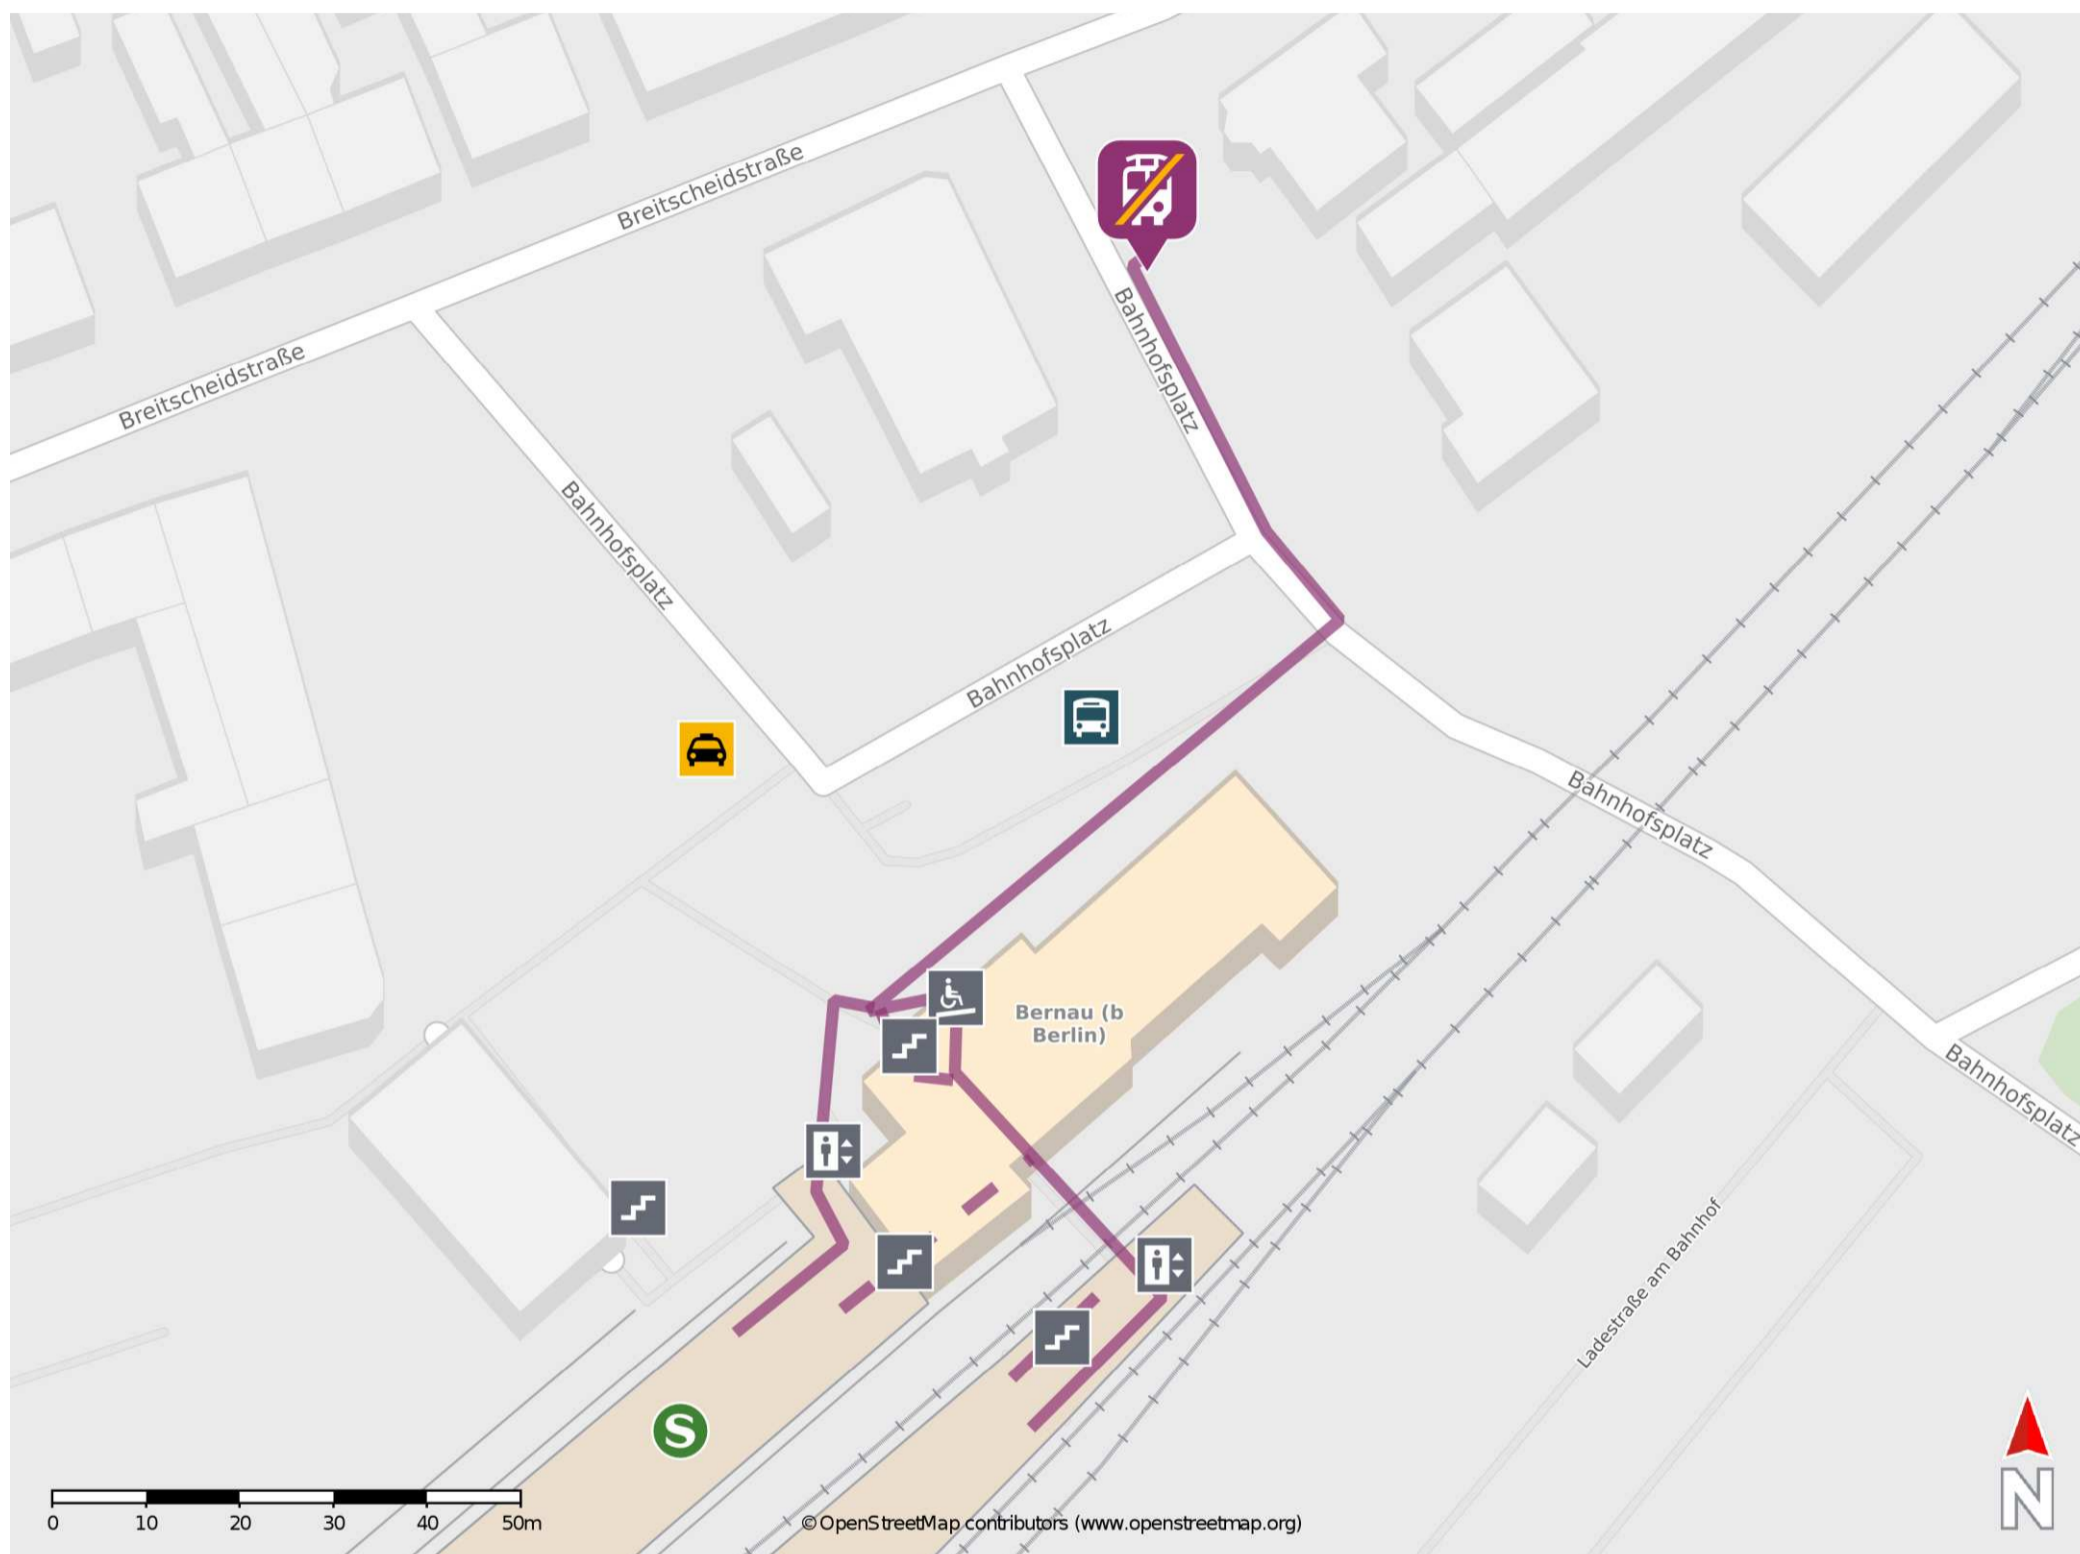 Breitscheidstraße
Breitscheidstraße
Bahnhofsplatz
Bahnhofsplatz
Bahnhofsplatz
Bahnhofsplatz
Bernau (b
Berlin)
Bahnhofsplatz
Ladestraße am Bahnhof
S
N
0 10 20 30 40 50m
© OpenStreetMap contributors (www.openstreetmap.org)